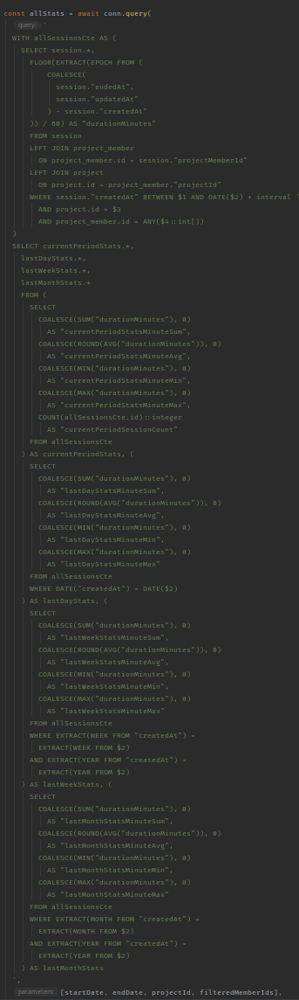 const allStats = await conn.query(
query: `
WITH allSessionsCte AS (
SELECT session.*,
FLOOR(EXTRACT(EPOCH FROM (
COALESCE(
session."endedAt",
session."updatedAt"
) - session."createdAt"
)) / 60) AS "durationMinutes"
FROM session
LEFT JOIN project_member
ON project_member.id = session."projectMemberId"
LEFT JOIN project
ON project.id = project_member."projectId"
WHERE session."createdAt" BETWEEN $1 AND DATE($2) + interval '
AND project.id = $3
AND project_member.id = ANY($4::int[])
)
SELECT currentPeriodStats.*,
lastDayStats.*,
lastWeekStats.*,
lastMonthStats.*
FROM (
SELECT
COALESCE(SUM("durationMinutes"), 0)
AS "currentPeriodStatsMinuteSum",
COALESCE(ROUND(AVG("durationMinutes")), 0)
AS "currentPeriodStatsMinuteAvg",
COALESCE(MIN("durationMinutes"), 0)
AS "currentPeriodStatsMinuteMin",
COALESCE(MAX("durationMinutes"), 0)
AS "currentPerdiodStatsMinuteMax",
COUNT(allSessionsCte.id)::integer
AS "currentPeriodSessionCount"
FROM allSessionsCte
) AS currentPeriodStats, (
SELECT
COALESCE(SUM("durationMinutes"), 0)
AS "lastDayStatsMinuteSum",
COALESCE(ROUND(AVG("durationMinutes")), 0)
AS "lastDayStatsMinuteAvg",
COALESCE(MIN("durationMinutes"), 0)
AS "lastDayStatsMinuteMin",
COALESCE(MAX("durationMinutes"), 0)
AS "lastDayStatsMinuteMax"
FROM allSessionsCte
WHERE DATE("createdAt") = DATE($2)
) AS lastDayStats, (
SELECT
COALESCE(SUM("durationMinutes"), 0)
AS "lastWeekStatsMinuteSum",
COALESCE(ROUND(AVG("durationMinutes")), 0)
AS "lastWeekStatsMinuteAvg",
COALESCE(MIN("durationMinutes"), 0)
AS "lastWeekStatsMinuteMin",
COALESCE(MAX("durationMinutes"), 0)
AS "lastWeekStatsMinuteMax"
FROM allSessionsCte
WHERE EXTRACT(WEEK FROM "createdAt") =
EXTRACT(WEEK FROM $2)
AND EXTRACT(YEAR FROM "createdAt") =
EXTRACT(YEAR FROM $2)
) AS lastWeekStats, (
SELECT
COALESCE(SUM("durationMinutes"), 0)
AS "lastMonthStatsMinuteSum",
COALESCE(ROUND(AVG("durationMinutes")), 0)
AS "lastMonthStatsMinuteAvg",
COALESCE(MIN("durationMinutes"), 0)
AS "lastMonthStatsMinuteMin",
COALESCE(MAX("durationMinutes"), 0)
AS "lastMonthStatsMinuteMax"
FROM allSessionsCte
WHERE EXTRACT(MONTH FROM "createdAt") =
EXTRACT(MONTH FROM $2)
AND EXTRACT(YEAR FROM "createdAt") =
EXTRACT(YEAR FROM $2)
) AS lastMonthStats
`,
parameters: [startDate, endDate, projectId, filteredMemberIds],